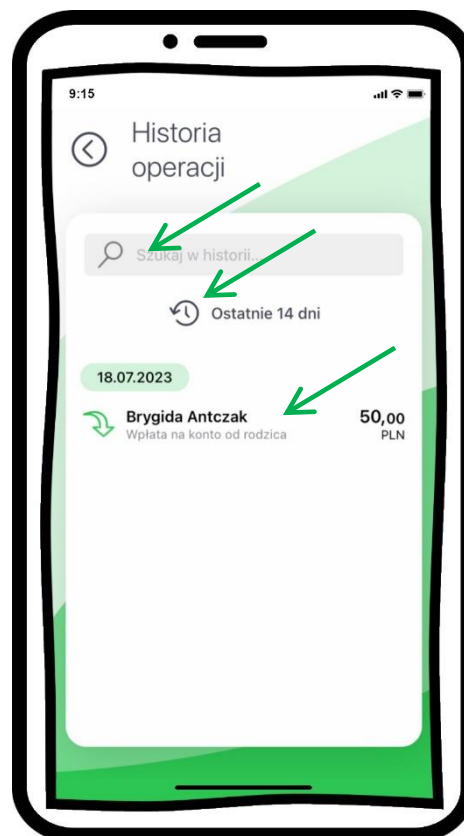 9:15
Historia
operacji
Szukaj w historii...
Ostatnie 14 dni
18.07.2023
Brygida Antczak 50,00
Wpłata na konto od rodzica PLN